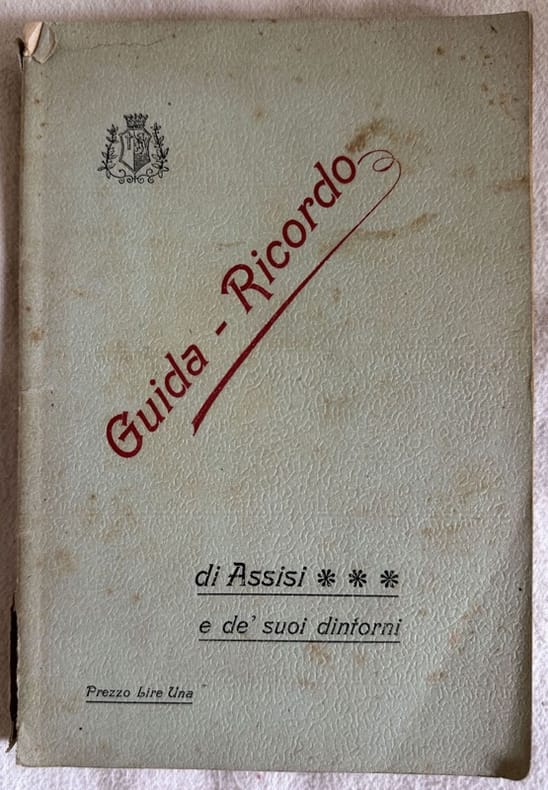 Guida - Ricordo
di Assisi ***
e de' suoi dintorni
Prezzo Lire Una